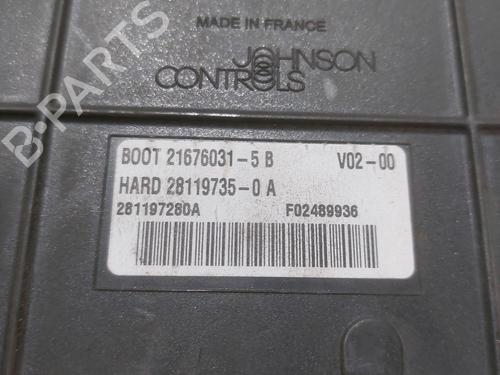 MADE IN FRANCE
JOHNSON
CONTROLS
BOOT 21676031-5 B V02-00
HARD 28119735-0 A
281197280A F02489936
B-PARTS